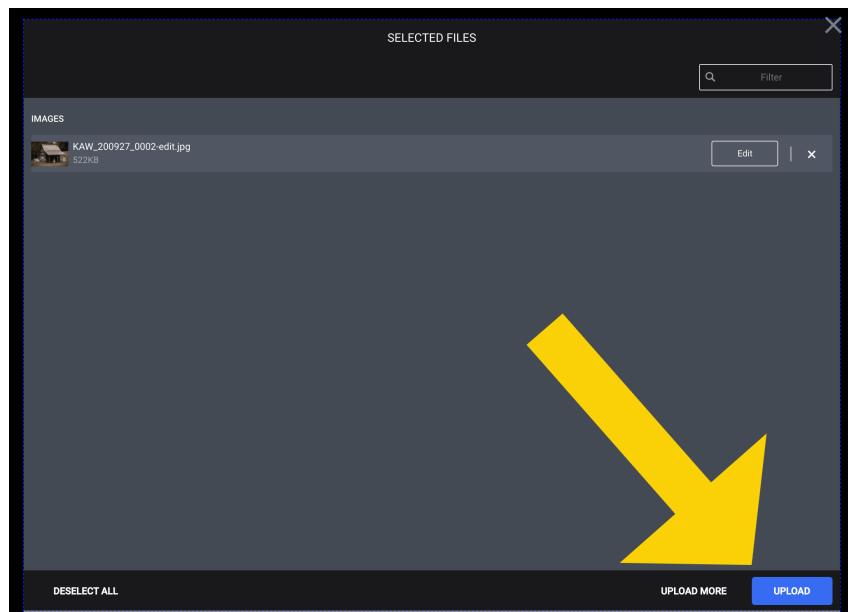 SELECTED FILES
Filter
IMAGES
KAW_200927_0002-edit.jpg
522KB
Edit
DESELECT ALL
UPLOAD MORE
UPLOAD